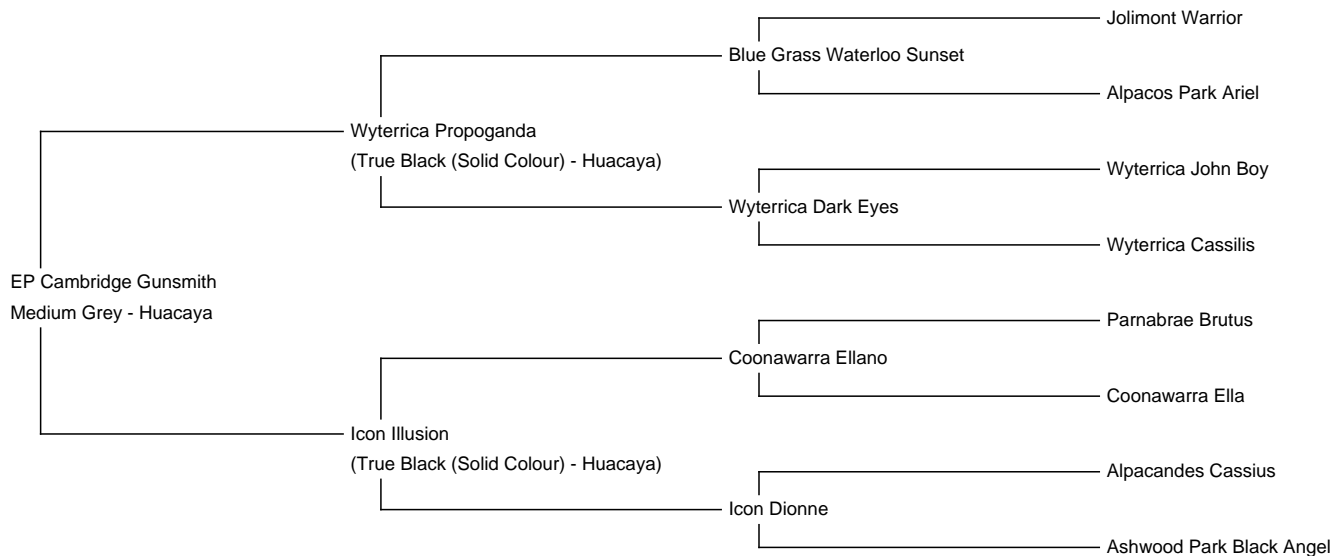 Jolimont Warrior
Blue Grass Waterloo Sunset
Alpacos Park Ariel
Wyterrica Propoganda
(True Black (Solid Colour) - Huacaya)
Wyterrica John Boy
Wyterrica Dark Eyes
Wyterrica Cassilis
EP Cambridge Gunsmith
Medium Grey - Huacaya
Parnabrae Brutus
Coonawarra Ellano
Coonawarra Ella
Icon Illusion
(True Black (Solid Colour) - Huacaya)
Alpacandes Cassius
Icon Dionne
Ashwood Park Black Angel